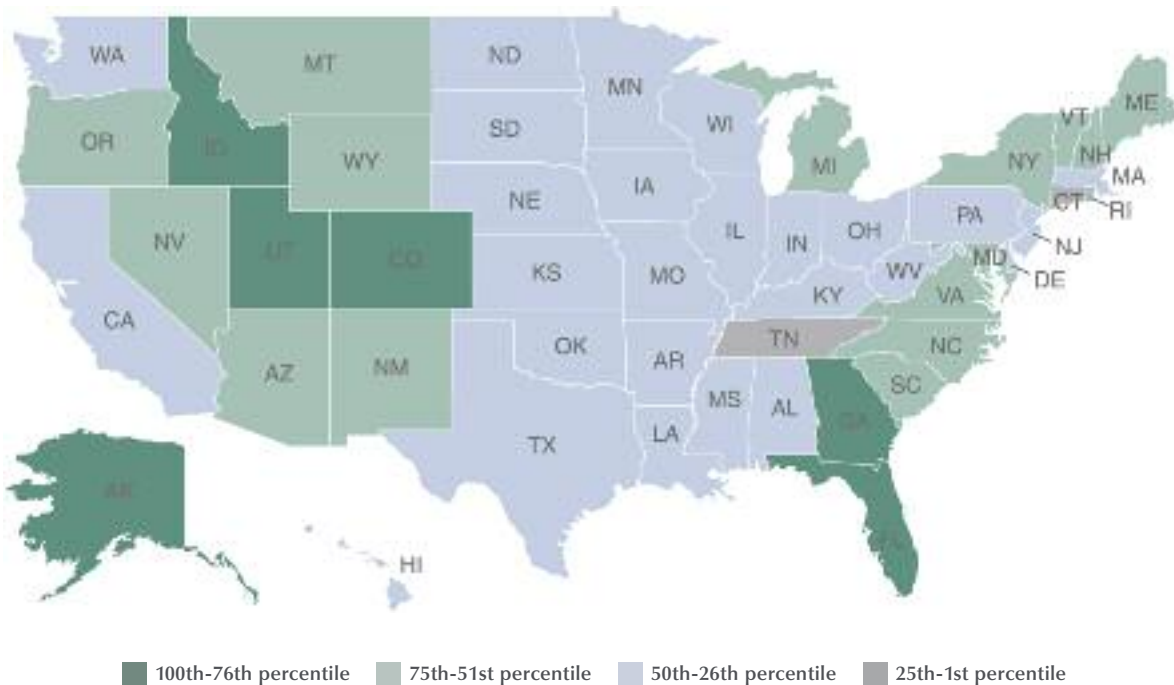 WA
MT
ND
MN
OR
ID
WY
SD
WI
MI
VT
ME
NH
NY
MA
CT
RI
NV
UT
CO
NE
IA
IL
IN
OH
PA
NJ
MD
DE
WV
VA
CA
KS
MO
KY
AZ
NM
OK
AR
TN
NC
SC
TX
LA
MS
AL
GA
AK
HI
100th-76th percentile 75th-51st percentile 50th-26th percentile 25th-1st percentile